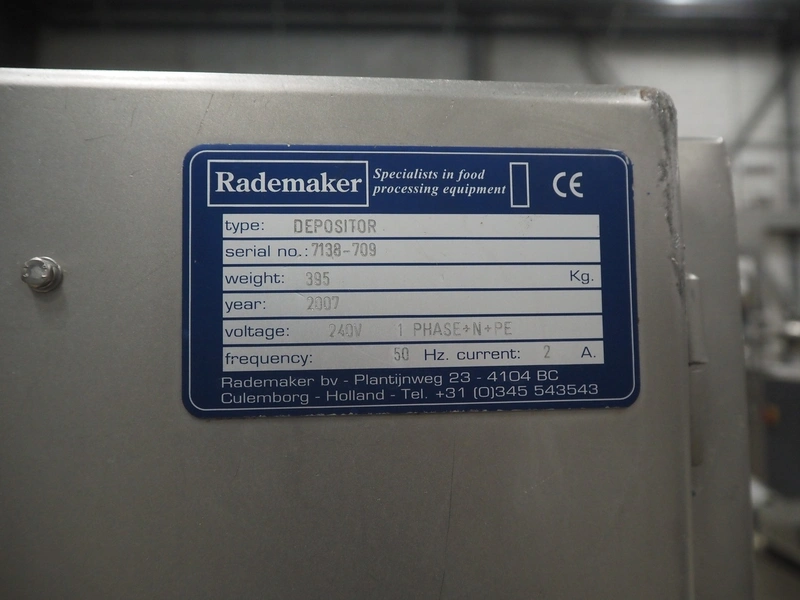 Rademaker
Specialists in food
processing equipment
CE
type: DEPOSITOR
serial no.: 7138-709
weight: 395 Kg.
year: 2007
voltage: 240V 1 PHASE+N+PE
frequency: 50 Hz. current: 2 A.
Rademaker bv - Plantijnweg 23 - 4104 BC
Culemborg - Holland - Tel. +31 (0)345 543543